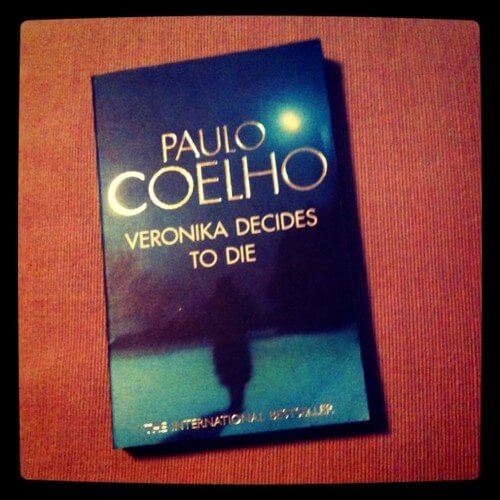 PAULO
COELHO
VERONIKA DECIDES
TO DIE
THE INTERNATIONAL BESTSELLER